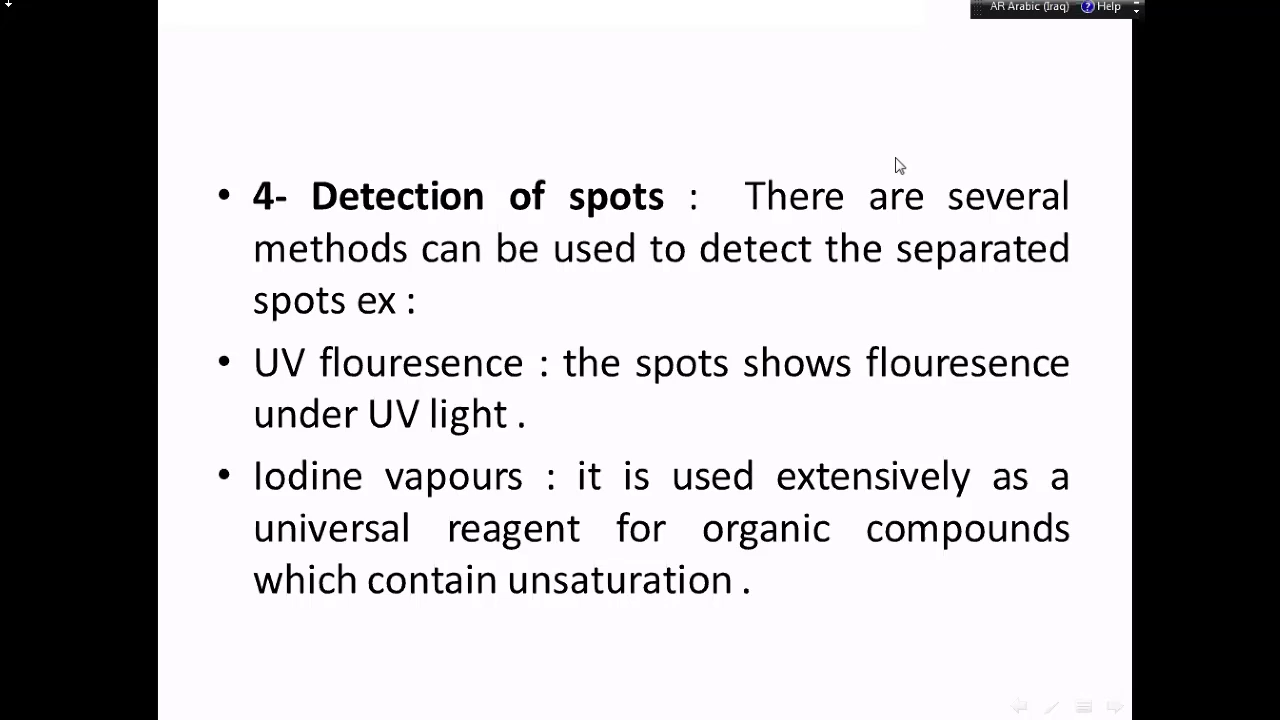 AR Arabic (Iraq) ? Help
• 4- Detection of spots : There are several
methods can be used to detect the separated
spots ex :
• UV flouresence : the spots shows flouresence
under UV light .
• Iodine vapours : it is used extensively as a
universal reagent for organic compounds
which contain unsaturation .